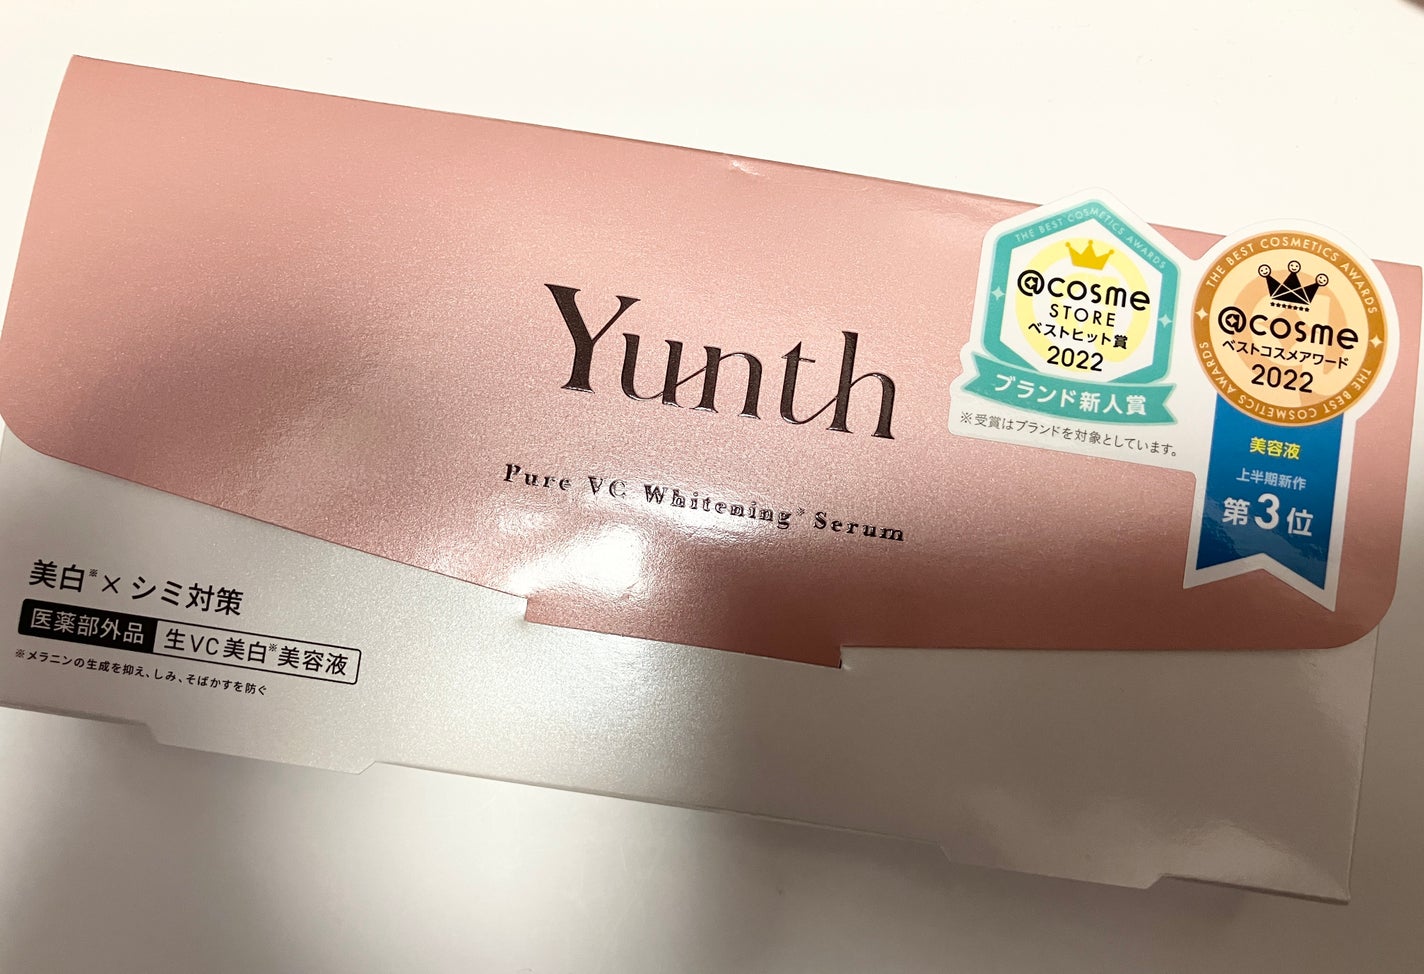 Yunth
Pure VC Whitening※ Serum
THE BEST COSMETICS AWARDS
@cosme
STORE
ベストヒット賞
2022
ブランド新人賞
※受賞はブランドを対象としています。
THE BEST COSMETICS AWARDS
@cosme
ベストコスメアワード
2022
THE BEST COSMETICS AWARDS
美容液
上半期新作
第3位
美白※×シミ対策
医薬部外品 生VC美白※美容液
※メラニンの生成を抑え、しみ、そばかすを防ぐ